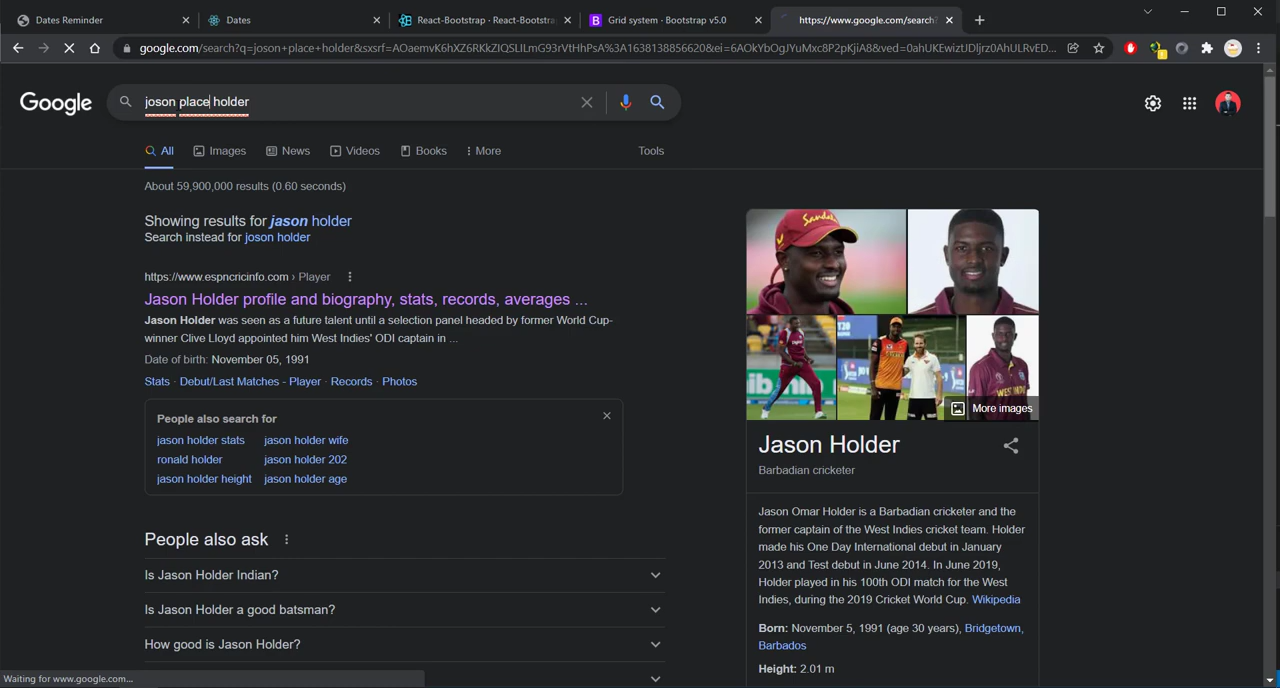 Dates Reminder
Dates
React-Bootstrap · React-Bootstra
Grid system · Bootstrap v5.0
https://www.google.com/search?
google.com/search?q=joson+place+holder&sxsrf=AOaemvK6hXZ6RKkZIQSLILmG93rVtHhPsA%3A1638138856620&ei=6AOkYbOgJYuMxc8P2pKjiA8&ved=0ahUKEwiztJDljrz0AhULRvED...
Google
joson place holder
All
Images
News
Videos
Books
More
Tools
About 59,900,000 results (0.60 seconds)
Showing results for jason holder
Search instead for joson holder
https://www.espncricinfo.com › Player
Jason Holder profile and biography, stats, records, averages ...
Jason Holder was seen as a future talent until a selection panel headed by former World Cup-
winner Clive Lloyd appointed him West Indies' ODI captain in ...
Date of birth: November 05, 1991
Stats · Debut/Last Matches - Player · Records · Photos
People also search for
jason holder stats jason holder wife
ronald holder jason holder 202
jason holder height jason holder age
People also ask
Is Jason Holder Indian?
Is Jason Holder a good batsman?
How good is Jason Holder?
Sandals
WEST INDIES
More images
Jason Holder
Barbadian cricketer
Jason Omar Holder is a Barbadian cricketer and the
former captain of the West Indies cricket team. Holder
made his One Day International debut in January
2013 and Test debut in June 2014. In June 2019,
Holder played in his 100th ODI match for the West
Indies, during the 2019 Cricket World Cup. Wikipedia
Born: November 5, 1991 (age 30 years), Bridgetown,
Barbados
Height: 2.01 m
Waiting for www.google.com...